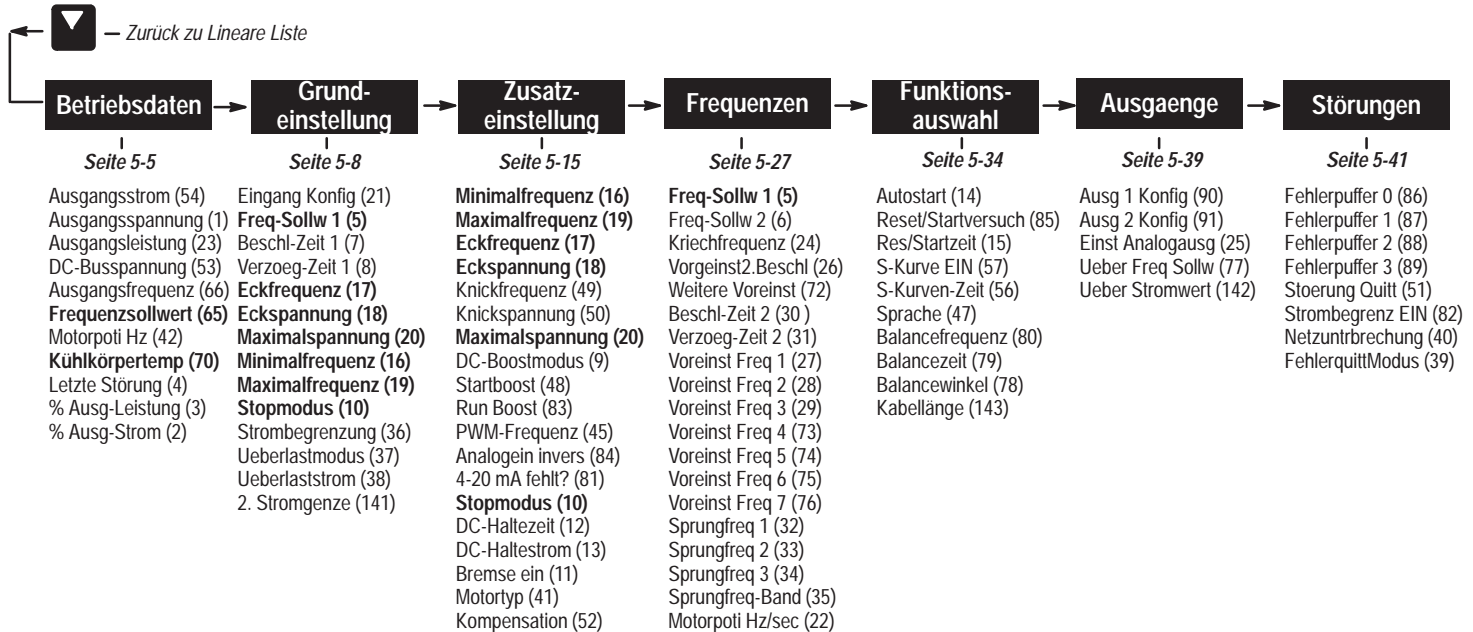 – Zurück zu Lineare Liste
Betriebsdaten
Seite 5-5
Ausgangsstrom (54)
Ausgangsspannung (1)
Ausgangsleistung (23)
DC-Busspannung (53)
Ausgangsfrequenz (66)
Frequenzsollwert (65)
Motorpoti Hz (42)
Kühlkörpertemp (70)
Letzte Störung (4)
% Ausg-Leistung (3)
% Ausg-Strom (2)
Grund-
einstellung
Seite 5-8
Eingang Konfig (21)
Freq-Sollw 1 (5)
Beschl-Zeit 1 (7)
Verzoeg-Zeit 1 (8)
Eckfrequenz (17)
Eckspannung (18)
Maximalspannung (20)
Minimalfrequenz (16)
Maximalfrequenz (19)
Stopmodus (10)
Strombegrenzung (36)
Ueberlastmodus (37)
Ueberlaststrom (38)
2. Stromgenze (141)
Zusatz-
einstellung
Seite 5-15
Minimalfrequenz (16)
Maximalfrequenz (19)
Eckfrequenz (17)
Eckspannung (18)
Knickfrequenz (49)
Knickspannung (50)
Maximalspannung (20)
DC-Boostmodus (9)
Startboost (48)
Run Boost (83)
PWM-Frequenz (45)
Analogein invers (84)
4-20 mA fehlt? (81)
Stopmodus (10)
DC-Haltezeit (12)
DC-Haltestrom (13)
Bremse ein (11)
Motortyp (41)
Kompensation (52)
Frequenzen
Seite 5-27
Freq-Sollw 1 (5)
Freq-Sollw 2 (6)
Kriechfrequenz (24)
Vorgeinst2.Beschl (26)
Weitere Voreinst (72)
Beschl-Zeit 2 (30 )
Verzoeg-Zeit 2 (31)
Voreinst Freq 1 (27)
Voreinst Freq 2 (28)
Voreinst Freq 3 (29)
Voreinst Freq 4 (73)
Voreinst Freq 5 (74)
Voreinst Freq 6 (75)
Voreinst Freq 7 (76)
Sprungfreq 1 (32)
Sprungfreq 2 (33)
Sprungfreq 3 (34)
Sprungfreq-Band (35)
Motorpoti Hz/sec (22)
Funktions-
auswahl
Seite 5-34
Autostart (14)
Reset/Startversuch (85)
Res/Startzeit (15)
S-Kurve EIN (57)
S-Kurven-Zeit (56)
Sprache (47)
Balancefrequenz (80)
Balancezeit (79)
Balancewinkel (78)
Kabellänge (143)
Ausgaenge
Seite 5-39
Ausg 1 Konfig (90)
Ausg 2 Konfig (91)
Einst Analogausg (25)
Ueber Freq Sollw (77)
Ueber Stromwert (142)
Störungen
Seite 5-41
Fehlerpuffer 0 (86)
Fehlerpuffer 1 (87)
Fehlerpuffer 2 (88)
Fehlerpuffer 3 (89)
Stoerung Quitt (51)
Strombegrenz EIN (82)
Netzuntrbrechung (40)
FehlerquittModus (39)